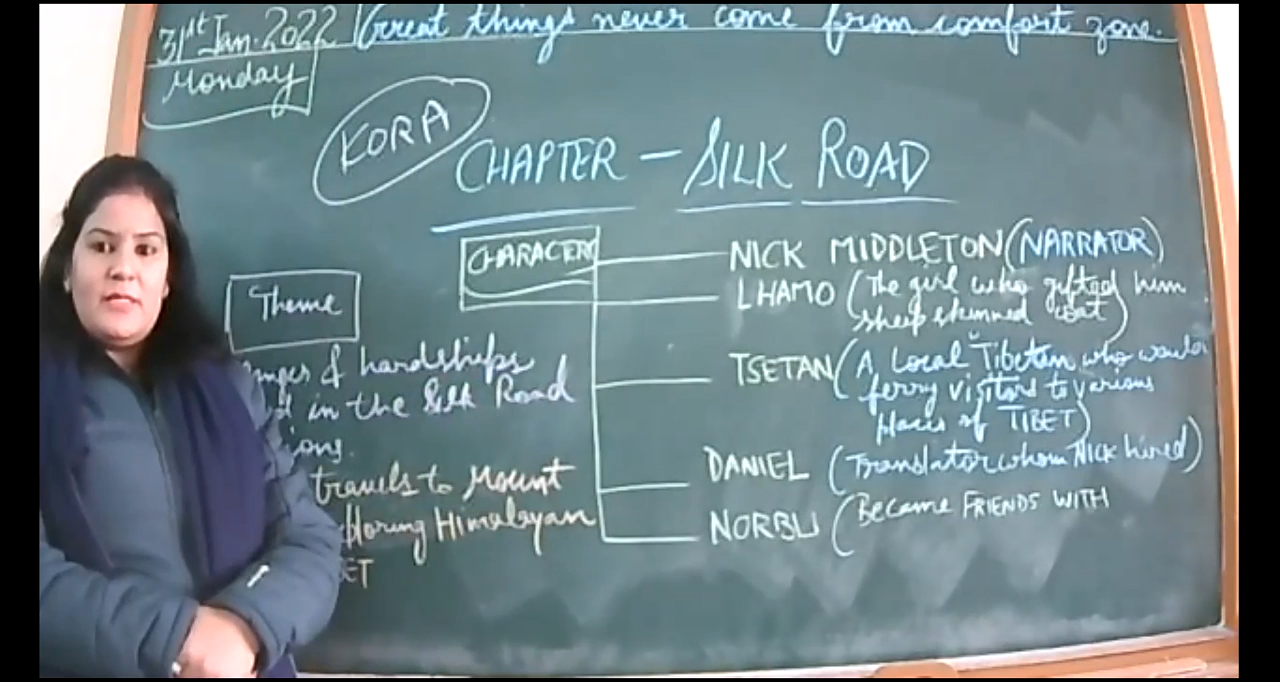 31st Jan. 2022
Monday
Great things never come from comfort zone.
KORA
CHAPTER - SILK ROAD
CHARACER
NICK MIDDLETON (NARRATOR)
LHAMO (The girl who gifted him
sheep skinned coat)
TSETAN (A Local Tibetan who would
ferry visitors to various
places of TIBET)
DANIEL (Translator whom NICK hired)
NORBU (Became FRIENDS WITH
Theme
& hardships
in the Silk Road
travels to Mount
Himalayan